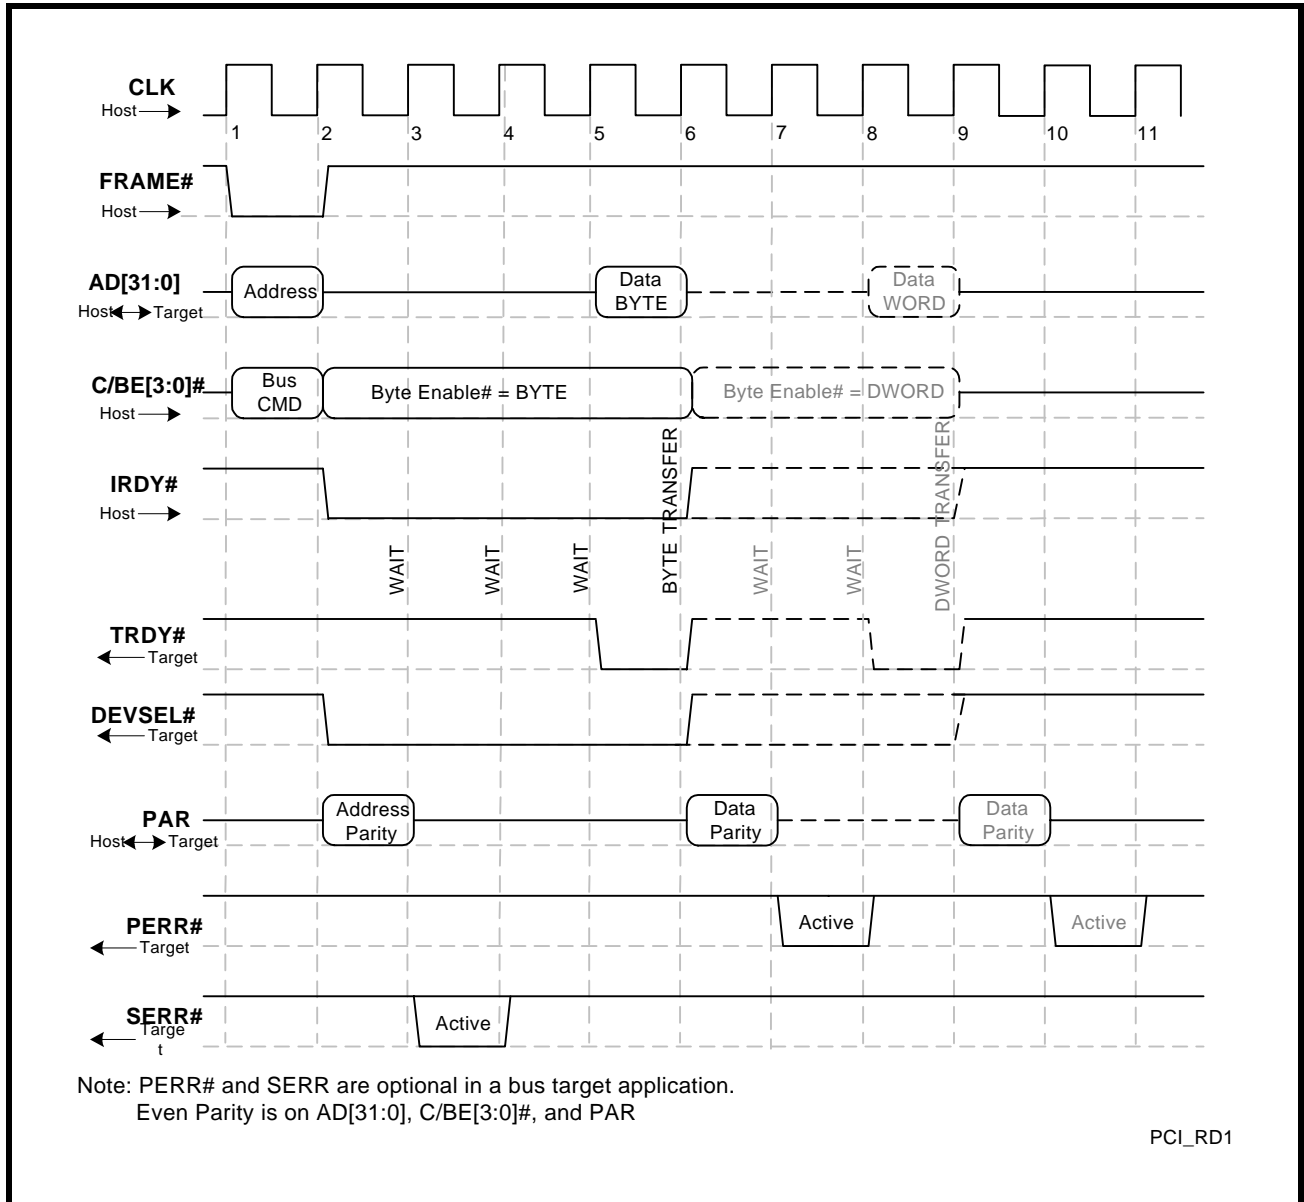 CLK
Host
1 2 3 4 5 6 7 8 9 10 11
FRAME#
Host
AD[31:0]
Host Target
Address
Data
BYTE
Data
WORD
C/BE[3:0]#
Host
Bus
CMD
Byte Enable# = BYTE
Byte Enable# = DWORD
IRDY#
Host
WAIT
WAIT
WAIT
BYTE TRANSFER
WAIT
WAIT
DWORD TRANSFER
TRDY#
Target
DEVSEL#
Target
PAR
Host Target
Address
Parity
Data
Parity
Data
Parity
PERR#
Target
Active
Active
SERR#
Targe
t
Active
Note: PERR# and SERR are optional in a bus target application.
Even Parity is on AD[31:0], C/BE[3:0]#, and PAR
PCI_RD1